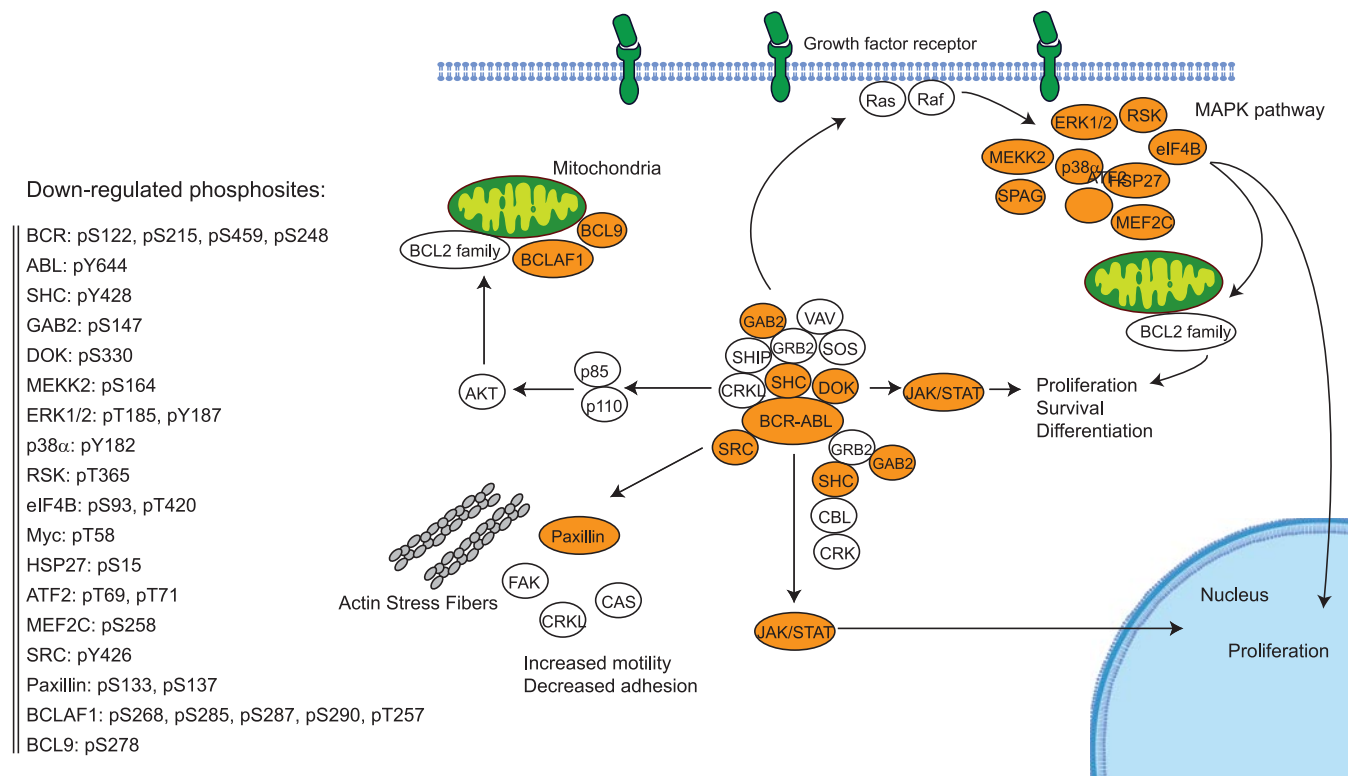 Growth factor receptor
Ras
Raf
MAPK pathway
ERK1/2
RSK
eIF4B
MEKK2
p38α
ATF2
HSP27
SPAG
MEF2C
Mitochondria
BCL9
BCL2 family
BCLAF1
Down-regulated phosphosites:
BCR: pS122, pS215, pS459, pS248
ABL: pY644
SHC: pY428
GAB2: pS147
DOK: pS330
MEKK2: pS164
ERK1/2: pT185, pY187
p38α: pY182
RSK: pT365
eIF4B: pS93, pT420
Myc: pT58
HSP27: pS15
ATF2: pT69, pT71
MEF2C: pS258
SRC: pY426
Paxillin: pS133, pS137
BCLAF1: pS268, pS285, pS287, pS290, pT257
BCL9: pS278
BCL2 family
GAB2
VAV
SHIP
GRB2
SOS
AKT
p85
p110
CRKL
SHC
DOK
JAK/STAT
Proliferation
Survival
Differentiation
BCR-ABL
SRC
GRB2
GAB2
SHC
CBL
CRK
Paxillin
FAK
CAS
CRKL
Actin Stress Fibers
Increased motility
Decreased adhesion
JAK/STAT
Nucleus
Proliferation